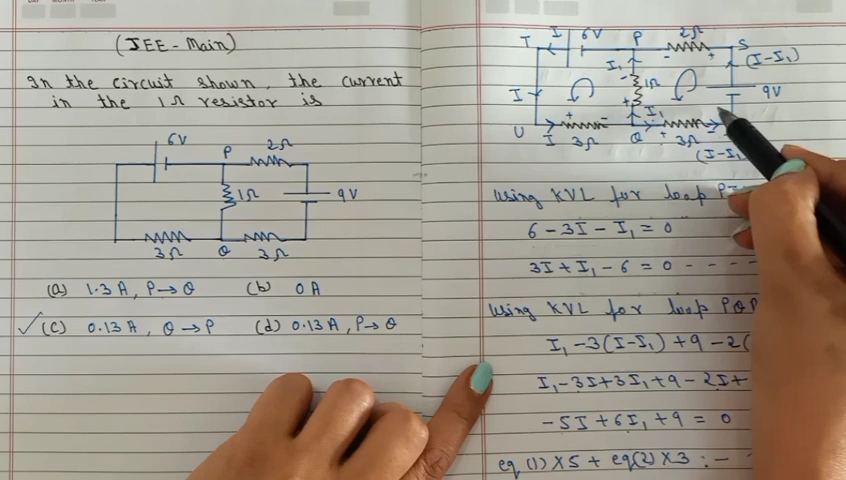 (JEE-Main)
In the circuit shown, the current
in the 1Ω resistor is
6V
P
2Ω
1Ω
9V
3Ω
Q
3Ω
(a) 1.3 A, P→Q
(b) 0 A
✓(c) 0.13 A, Q→P
(d) 0.13 A, P→Q
T
I
6V
P
2Ω
S
I₁
(I-I₁)
-
+
I
-
1Ω
9V
+
I₁
U
I
+
-
3Ω
Q
+
3Ω
(I-I₁
Using KVL for loop
6-3I-I₁=0
3I+I₁-6=0 - - - -
Using KVL for loop PQR
I₁-3(I-I₁)+9-2(
I₁-3I+3I₁+9-2I+
-5I+6I₁+9=0
eq(1)×5+eq(2)×3:-